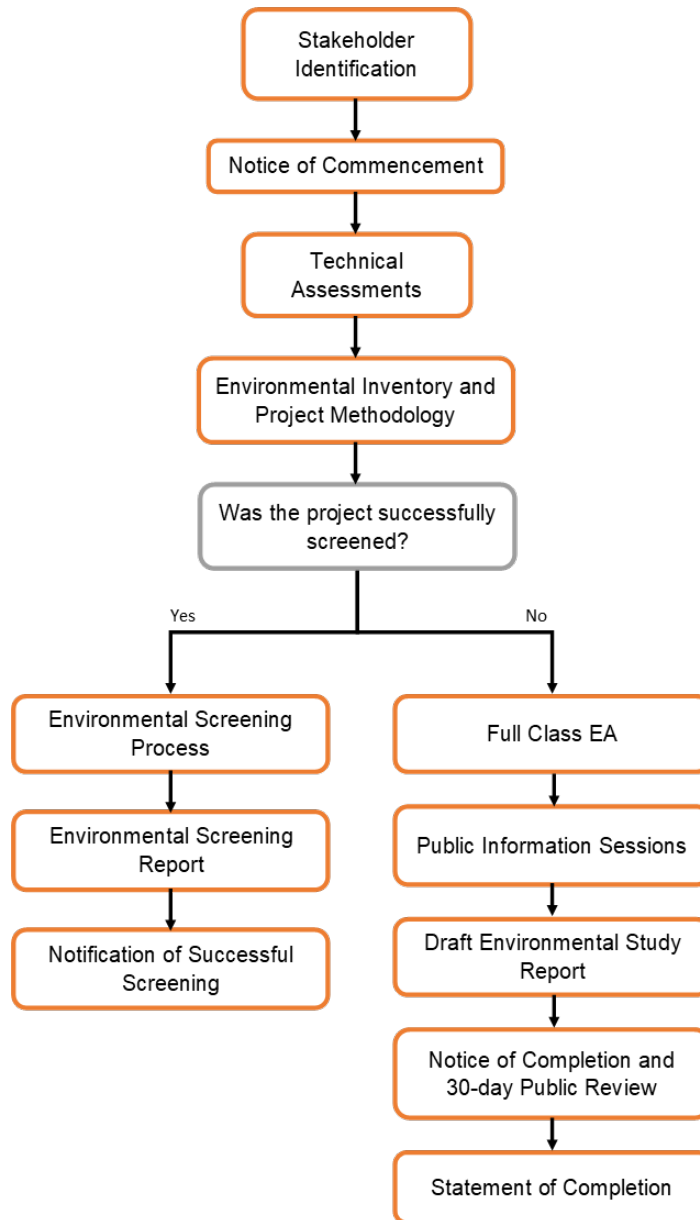 Stakeholder
Identification
Notice of Commencement
Technical
Assessments
Environmental Inventory and
Project Methodology
Was the project successfully
screened?
Yes
No
Environmental Screening
Process
Environmental Screening
Report
Notification of Successful
Screening
Full Class EA
Public Information Sessions
Draft Environmental Study
Report
Notice of Completion and
30-day Public Review
Statement of Completion